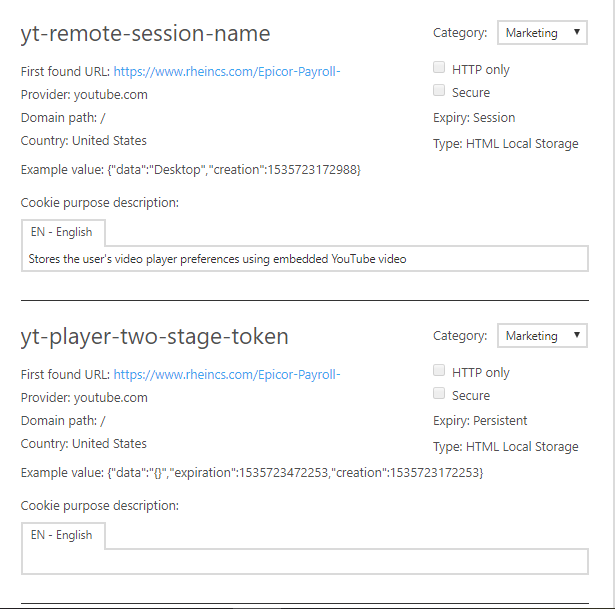 yt-remote-session-name
Category: Marketing
First found URL: https://www.rheincs.com/Epicor-Payroll-
HTTP only
Provider: youtube.com
Secure
Domain path: /
Expiry: Session
Country: United States
Type: HTML Local Storage
Example value: {"data":"Desktop","creation":1535723172988}
Cookie purpose description:
EN - English
Stores the user's video player preferences using embedded YouTube video
yt-player-two-stage-token
Category: Marketing
First found URL: https://www.rheincs.com/Epicor-Payroll-
HTTP only
Provider: youtube.com
Secure
Domain path: /
Expiry: Persistent
Country: United States
Type: HTML Local Storage
Example value: {"data":"{}","expiration":1535723472253,"creation":1535723172253}
Cookie purpose description:
EN - English